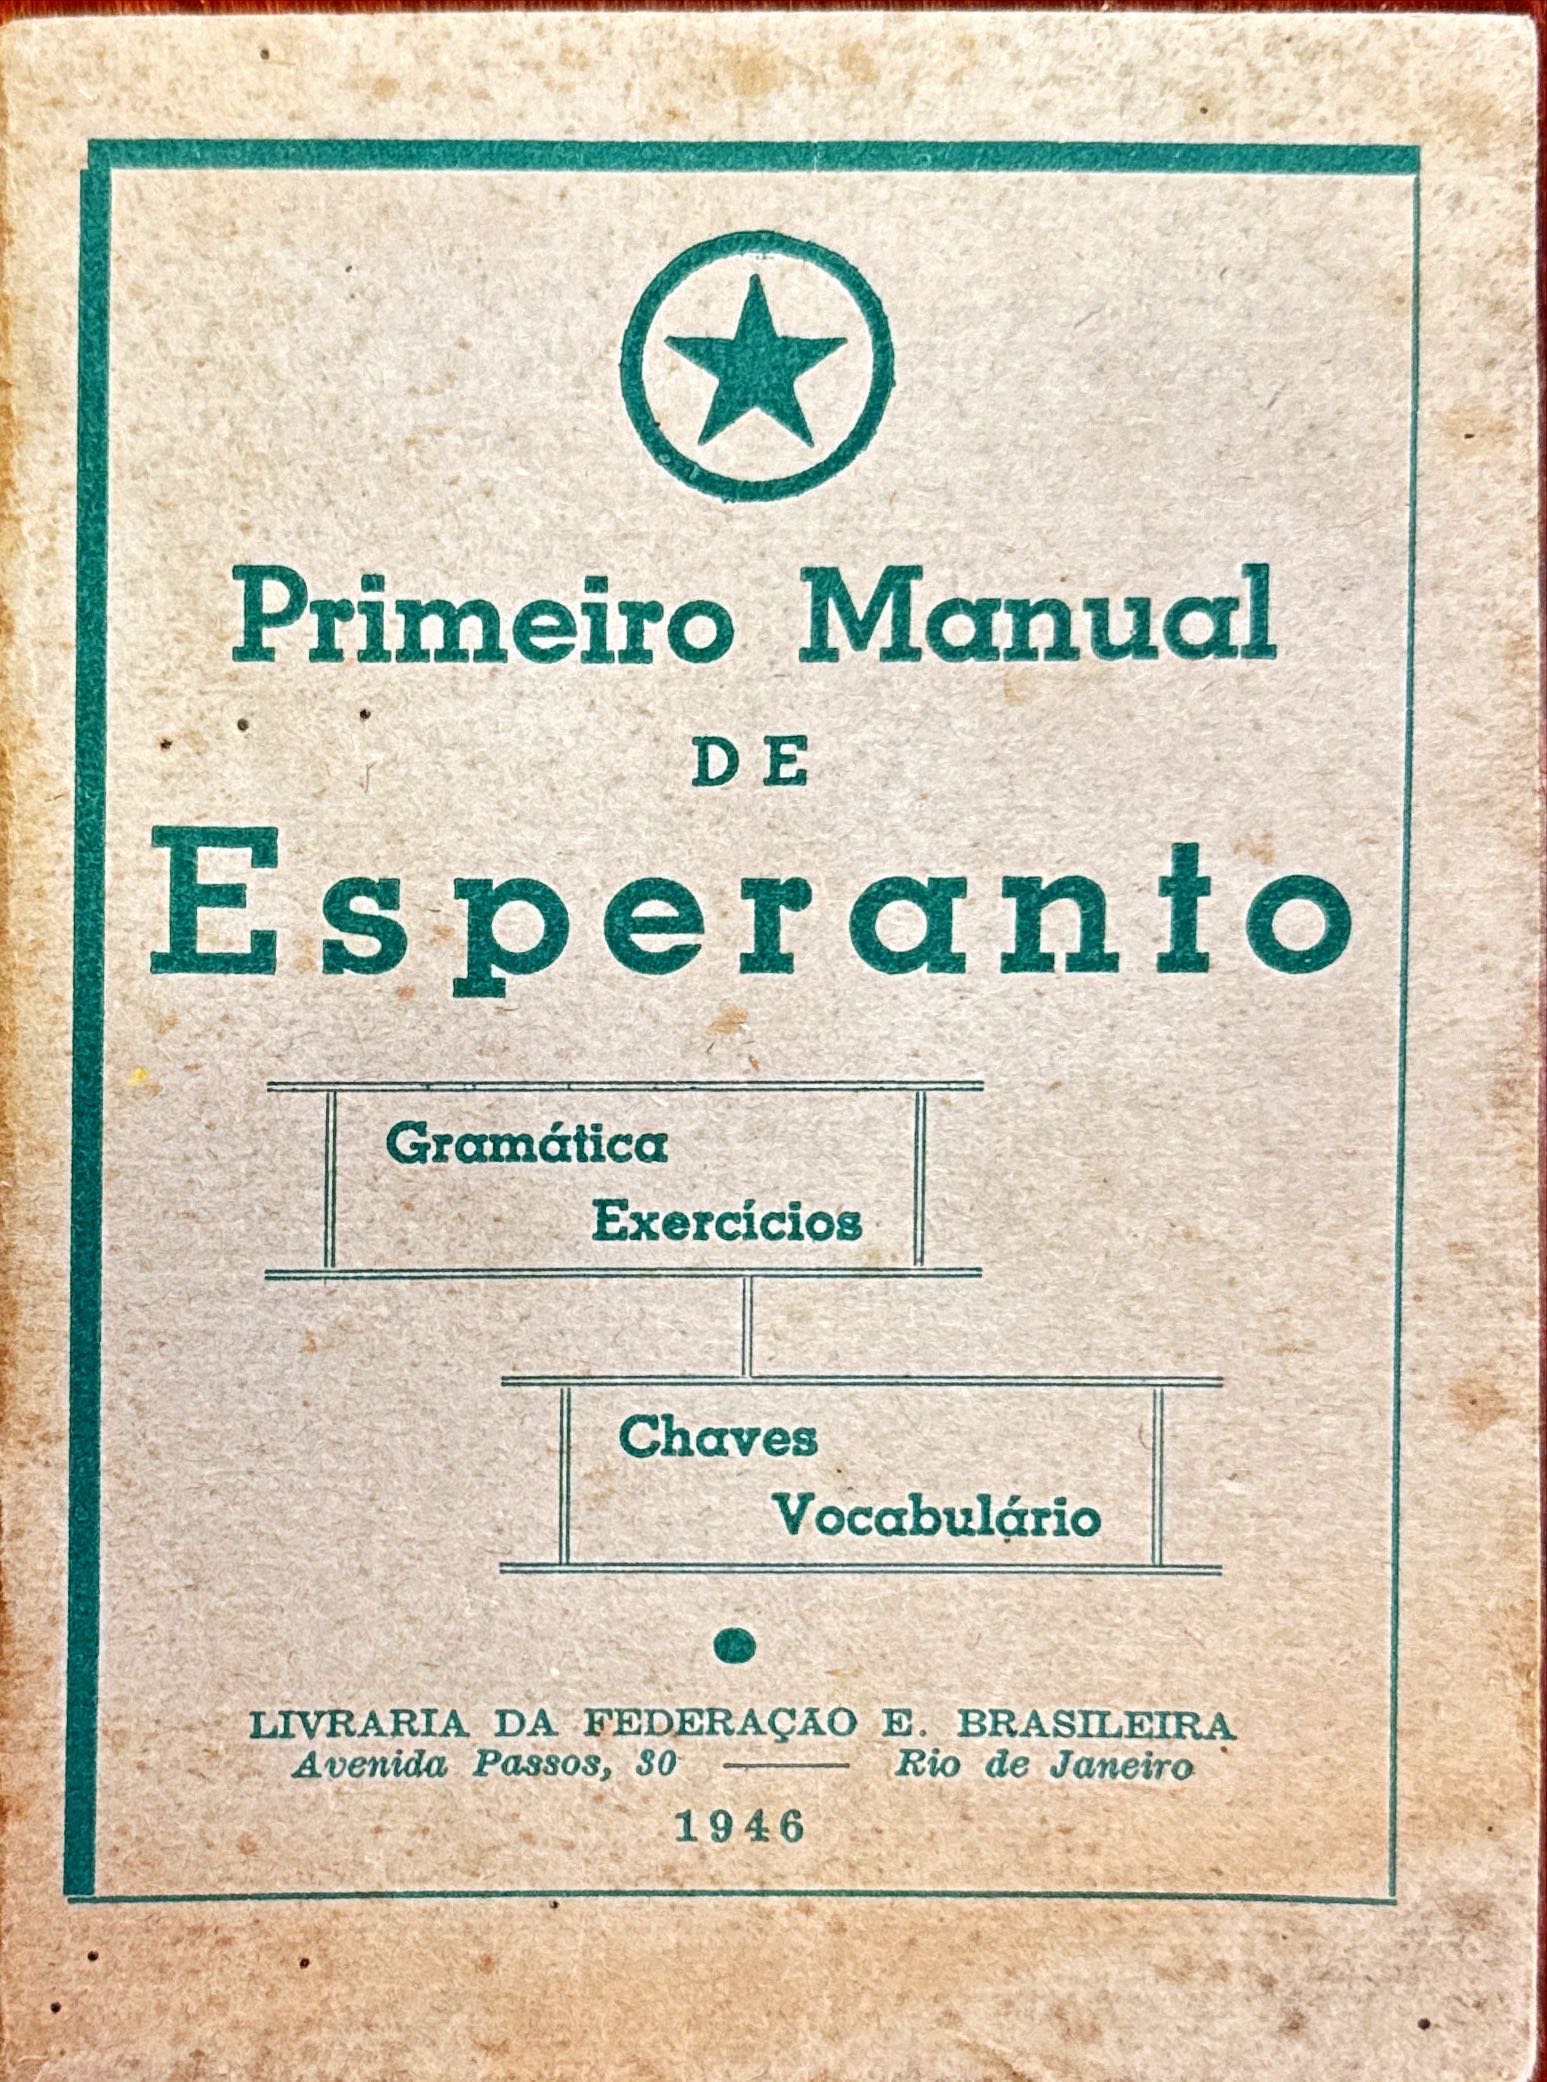 Primeiro Manual
DE
Esperanto
Gramática
Exercícios
Chaves
Vocabulário
LIVRARIA DA FEDERAÇÃO E. BRASILEIRA
Avenida Passos, 30 — Rio de Janeiro
1946